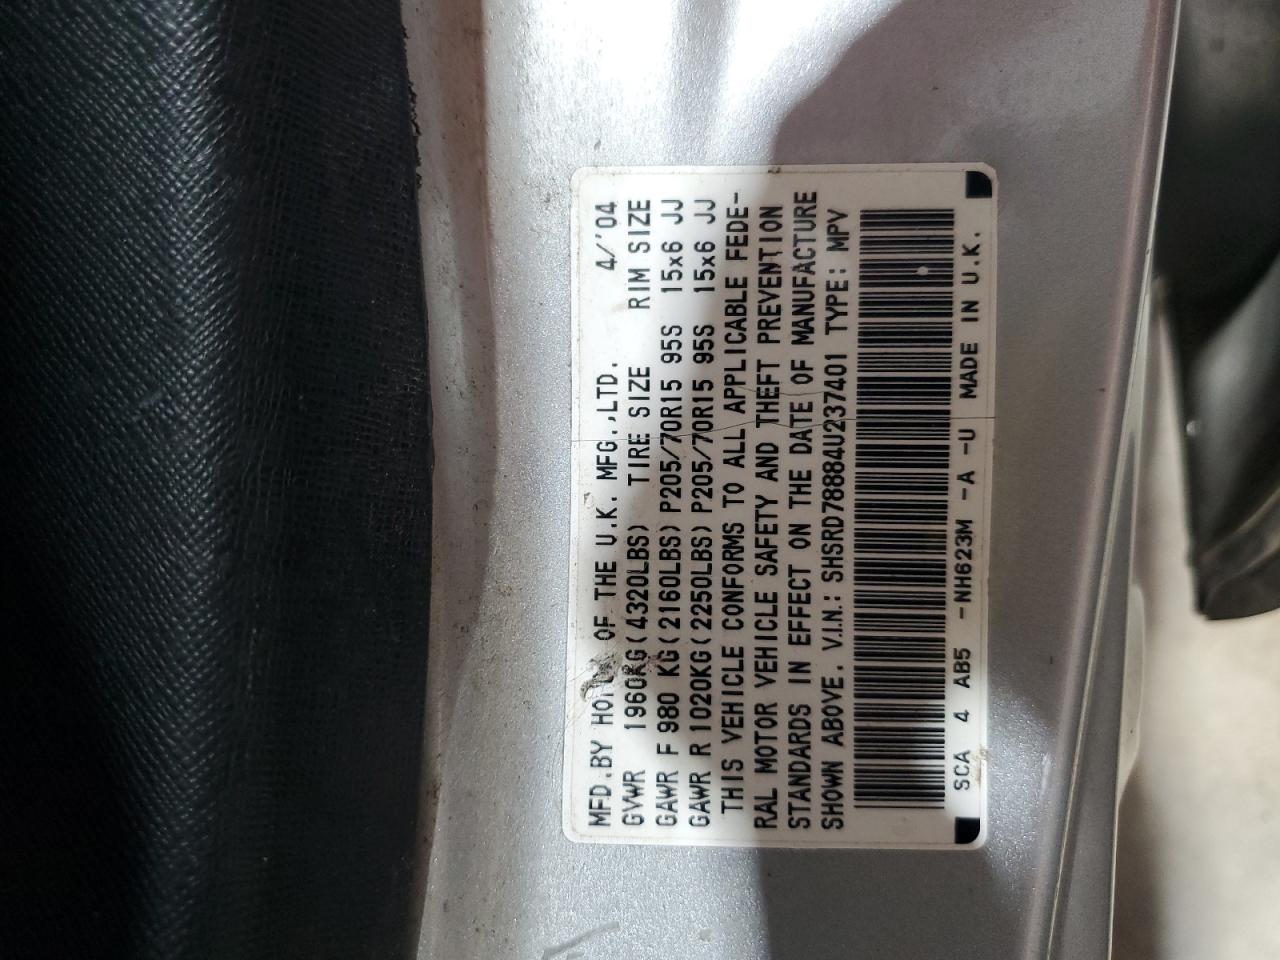 MFD.BY HONDA OF THE U.K. MFG.,LTD. 4/'04
GVWR 1960KG(4320LBS) TIRE SIZE RIM SIZE
GAWR F 980 KG(2160LBS) P205/70R15 95S 15x6 JJ
GAWR R 1020KG(2250LBS) P205/70R15 95S 15x6 JJ
THIS VEHICLE CONFORMS TO ALL APPLICABLE FEDE-
RAL MOTOR VEHICLE SAFETY AND THEFT PREVENTION
STANDARDS IN EFFECT ON THE DATE OF MANUFACTURE
SHOWN ABOVE. V.I.N.: SHSRD78884U237401 TYPE: MPV
SCA 4 AB5 -NH623M -A -U MADE IN U.K.